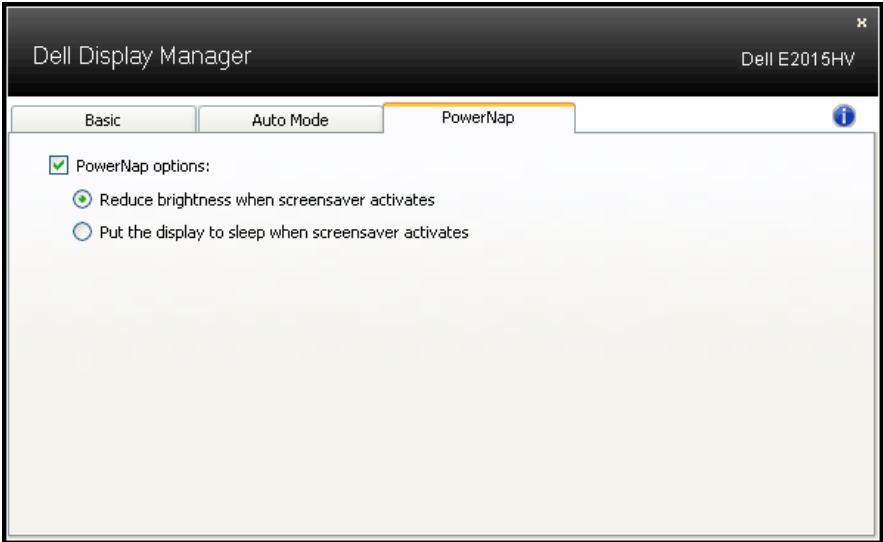 Dell Display Manager
Dell E2015HV
Basic
Auto Mode
PowerNap
PowerNap options:
Reduce brightness when screensaver activates
Put the display to sleep when screensaver activates